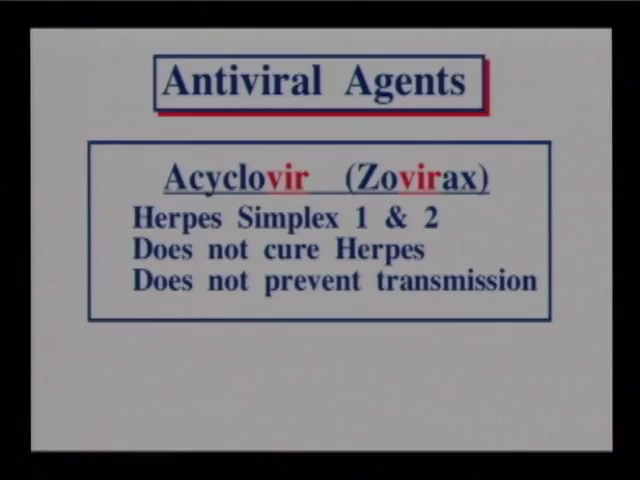 Antiviral Agents
Acyclovir (Zovirax)
Herpes Simplex 1 & 2
Does not cure Herpes
Does not prevent transmission